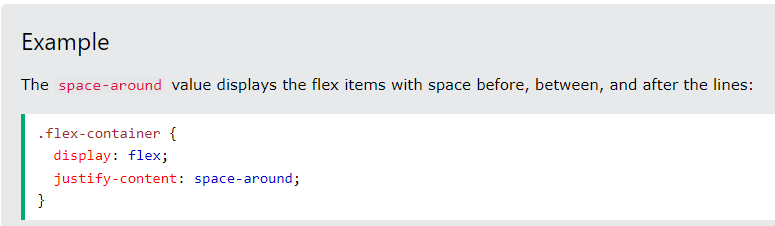 Example
The space-around value displays the flex items with space before, between, and after the lines:
.flex-container {
  display: flex;
  justify-content: space-around;
}